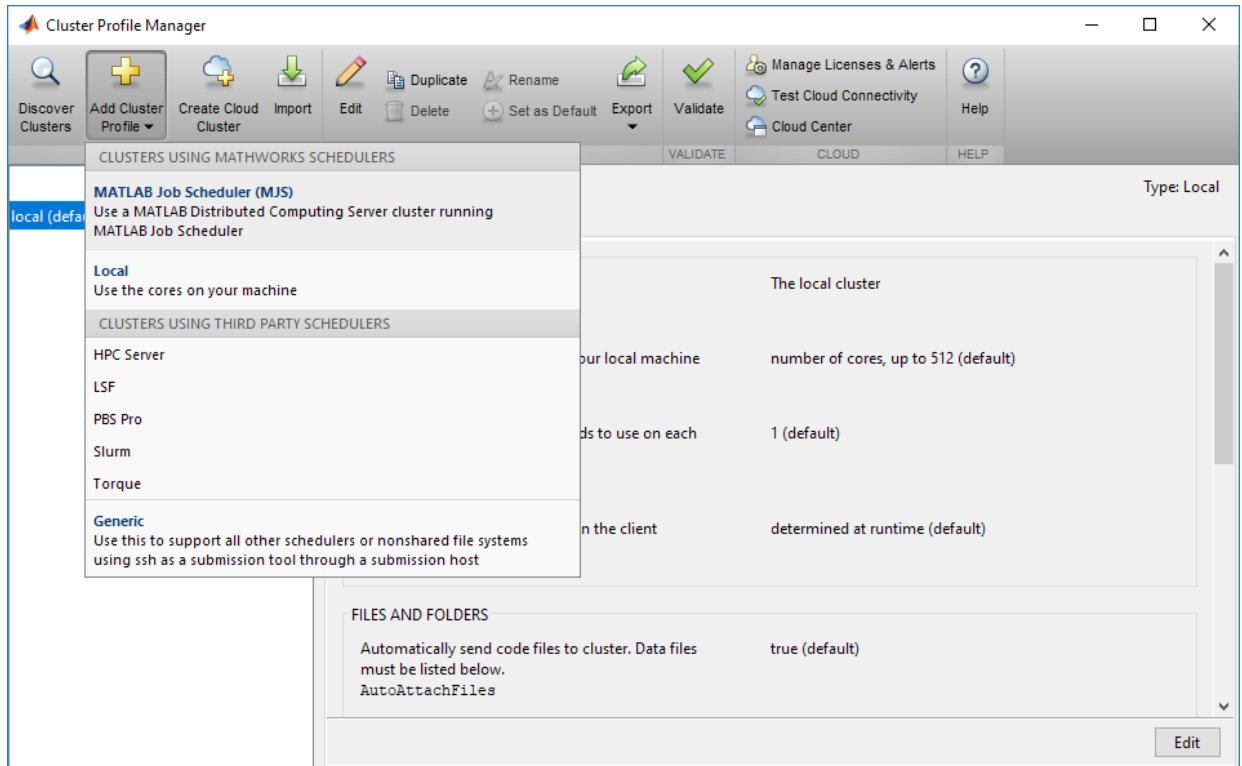 Cluster Profile Manager
Discover Clusters
Add Cluster Profile
Create Cloud Cluster
Import
Edit
Duplicate
Delete
Rename
Set as Default
Export
Validate
Manage Licenses & Alerts
Test Cloud Connectivity
Cloud Center
Help
VALIDATE
CLOUD
HELP
CLUSTERS USING MATHWORKS SCHEDULERS
MATLAB Job Scheduler (MJS)
Use a MATLAB Distributed Computing Server cluster running
MATLAB Job Scheduler
Local
Use the cores on your machine
CLUSTERS USING THIRD PARTY SCHEDULERS
HPC Server
LSF
PBS Pro
Slurm
Torque
Generic
Use this to support all other schedulers or nonshared file systems
using ssh as a submission tool through a submission host
local
Type: Local
The local cluster
local machine
number of cores, up to 512 (default)
to use on each
1 (default)
the client
determined at runtime (default)
FILES AND FOLDERS
Automatically send code files to cluster. Data files
must be listed below.
AutoAttachFiles
true (default)
Edit